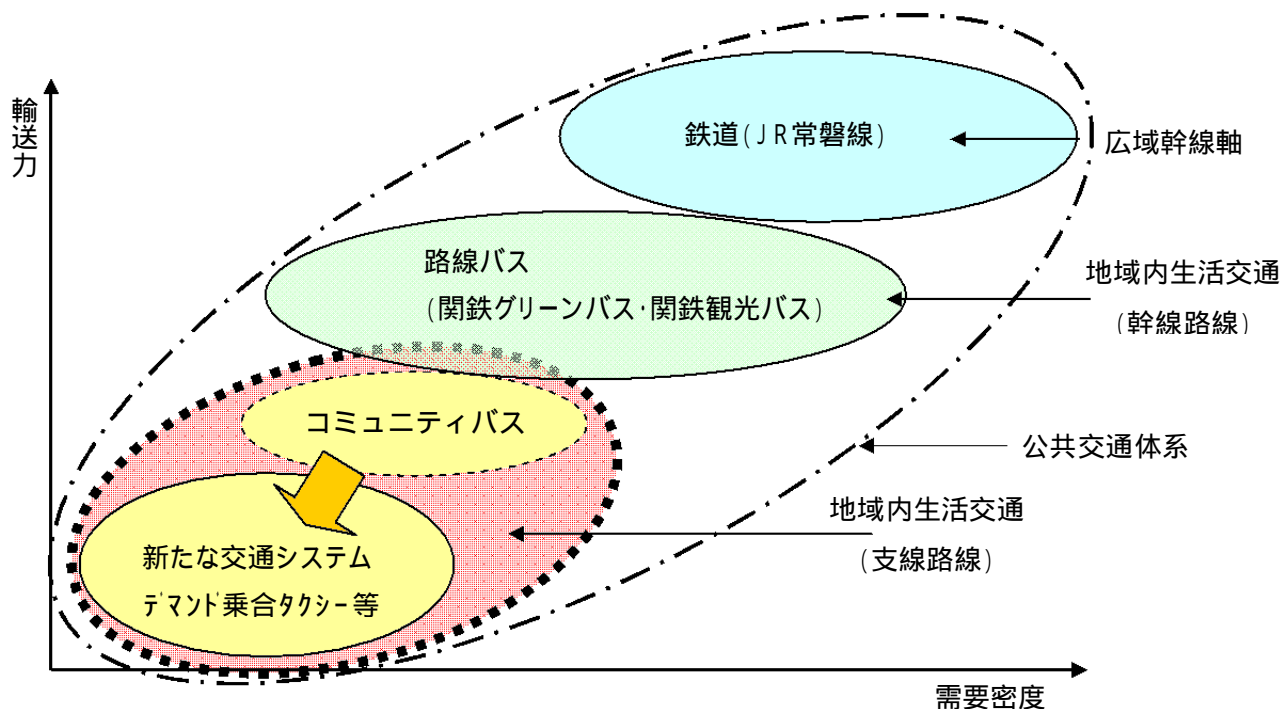 輸送力
鉄道(JR常磐線)
広域幹線軸
路線バス
(関鉄グリーンバス・関鉄観光バス)
地域内生活交通
(幹線路線)
コミュニティバス
公共交通体系
地域内生活交通
(支線路線)
新たな交通システム
デマンド乗合タクシー等
需要密度